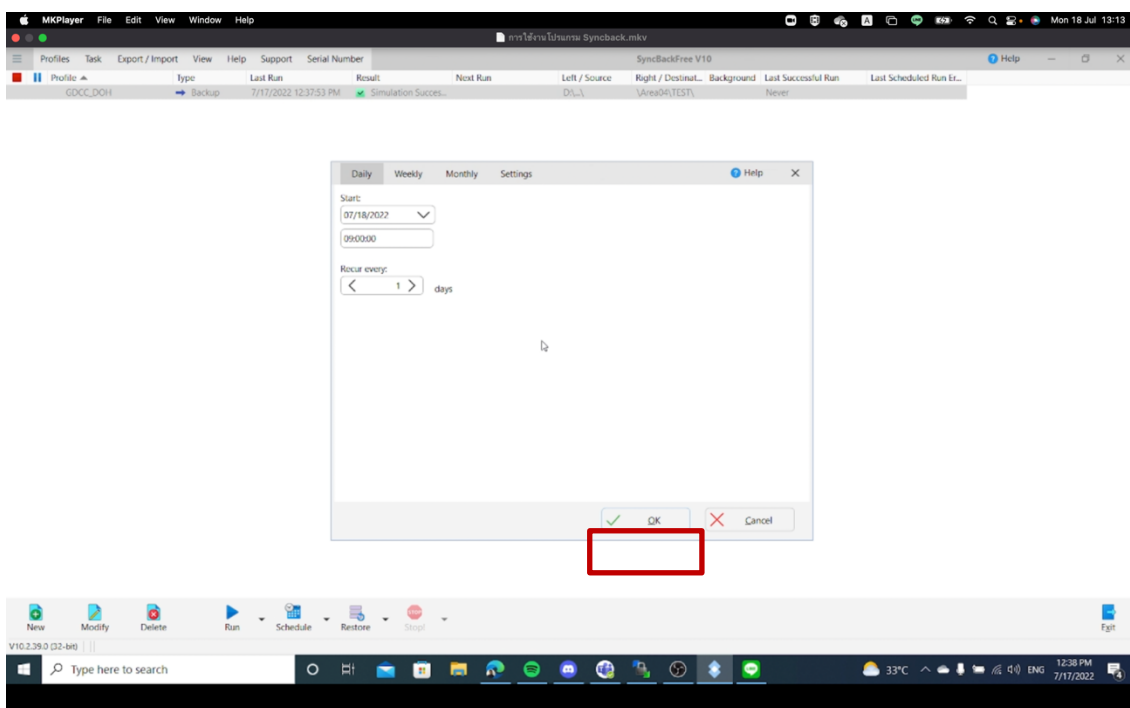 MKPlayer File Edit View Window Help Mon 18 Jul 13:13
การใช้งานโปรแกรม Syncback.mkv
Profiles Task Export / Import View Help Support Serial Number SyncBackFree V10 Help
Profile Type Last Run Result Next Run Left / Source Right / Destinat... Background Last Successful Run Last Scheduled Run Er...
GDCC_DOH Backup 7/17/2022 12:37:53 PM Simulation Succes... D:\...\ \Area04\TEST\ Never
Daily Weekly Monthly Settings Help
Start:
07/18/2022
09:00:00
Recur every:
1 days
OK Cancel
New Modify Delete Run Schedule Restore Stop! Exit
V10.2.39.0 (32-bit)
Type here to search 33°C ENG 12:38 PM
7/17/2022